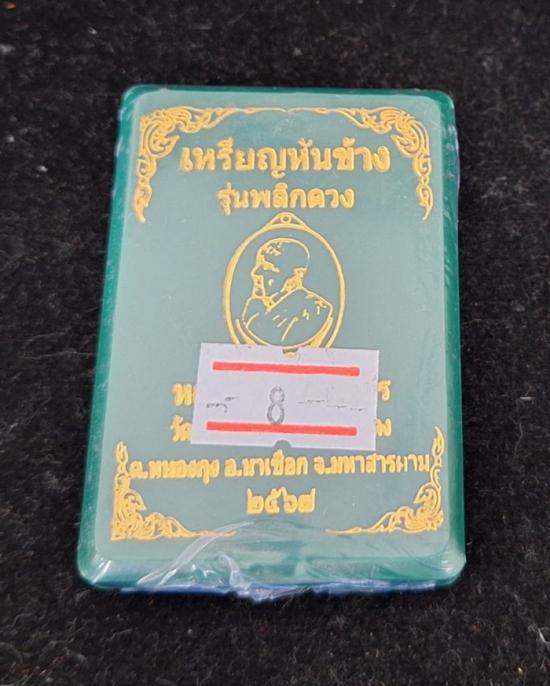 เหรียญหันข้าง
รุ่นพลิกดวง
8
วัด
ต.หนองกุง อ.นาเชือก จ.มหาสารคาม
๒๕๖๗